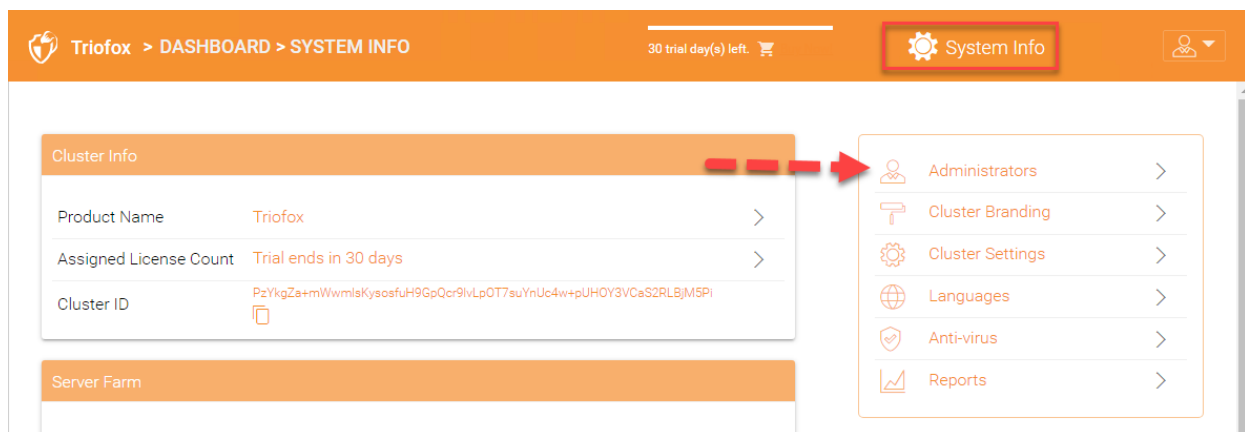 Triofox > DASHBOARD > SYSTEM INFO
30 trial day(s) left.
System Info
Cluster Info
Product Name Triofox
Assigned License Count Trial ends in 30 days
Cluster ID PzYkgZa+mWwmlsKysosfuH9GpQcr9lvLpOT7suYnUc4w+pUHOY3VCaS2RLBjM5Pi
Server Farm
Administrators
Cluster Branding
Cluster Settings
Languages
Anti-virus
Reports